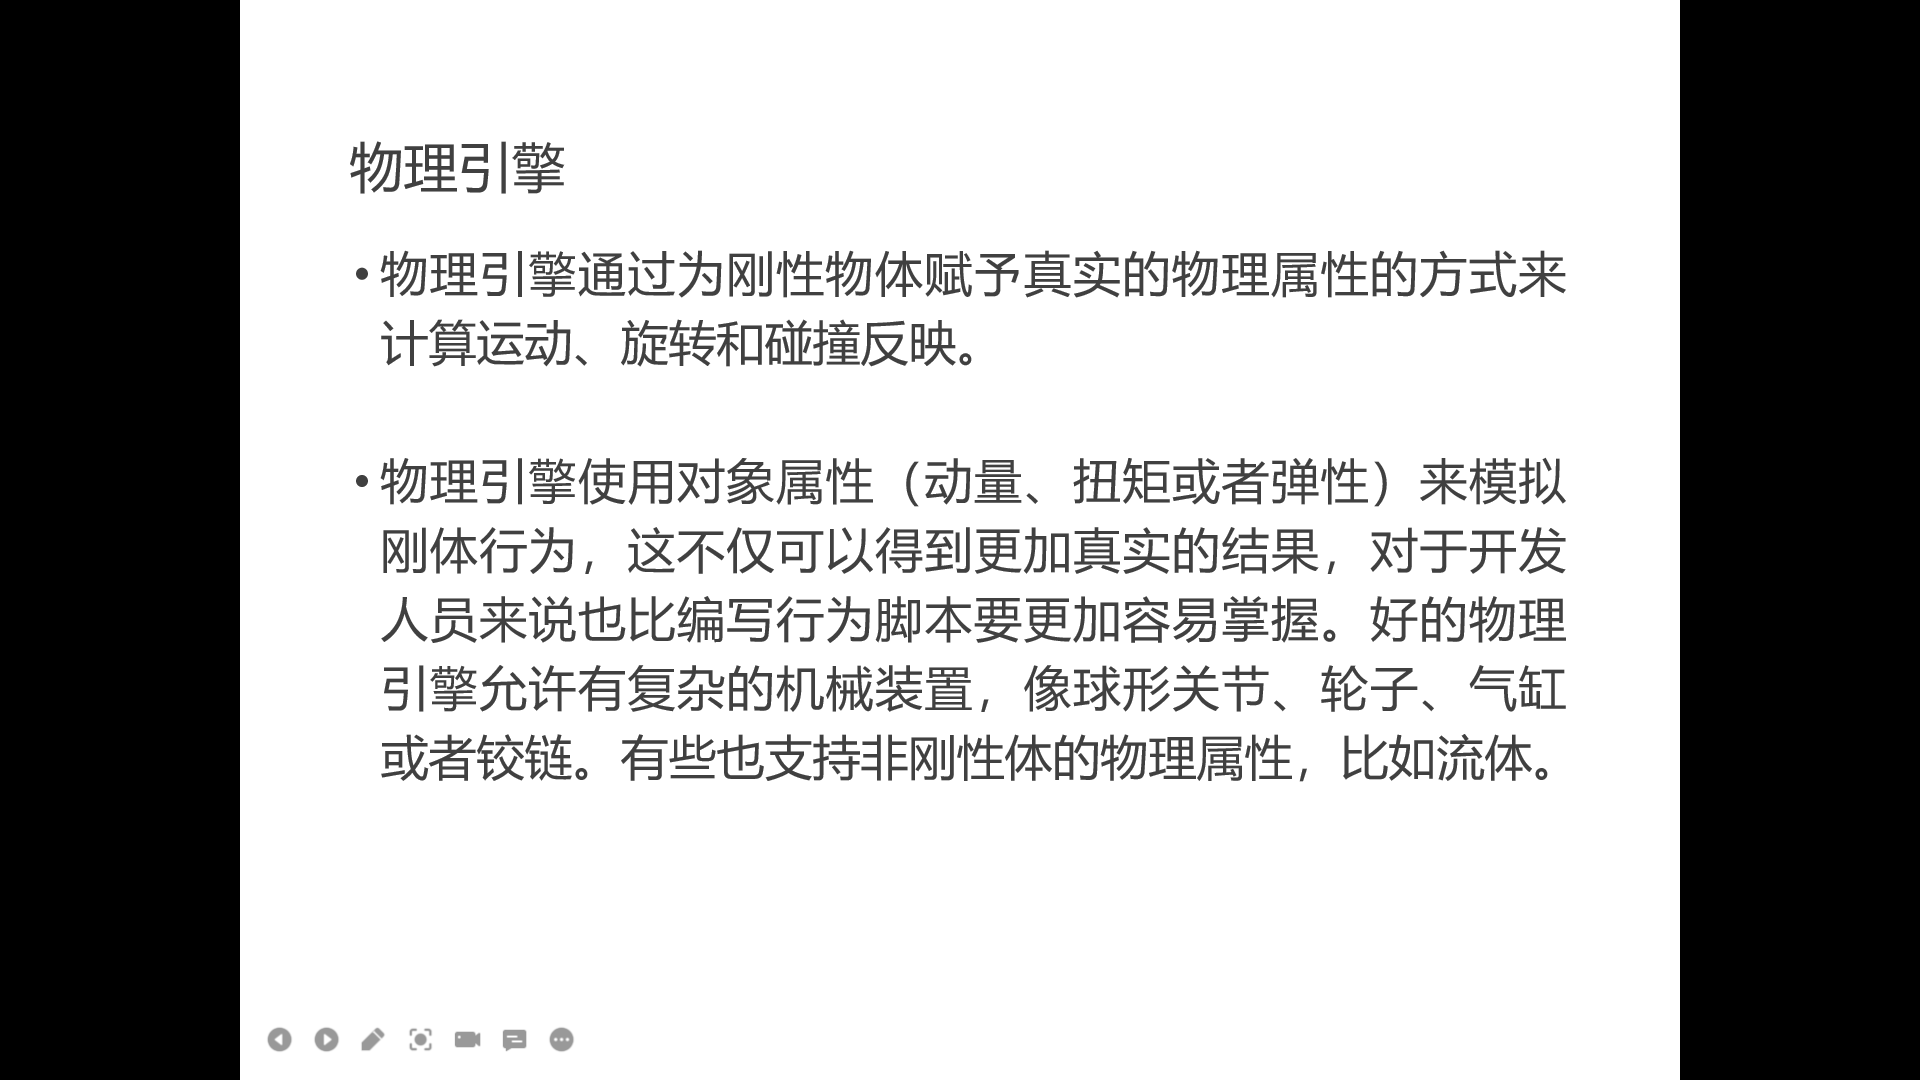 物理引擎
•物理引擎通过为刚性物体赋予真实的物理属性的方式来
计算运动、旋转和碰撞反映。
•物理引擎使用对象属性（动量、扭矩或者弹性）来模拟
刚体行为，这不仅可以得到更加真实的结果，对于开发
人员来说也比编写行为脚本要更加容易掌握。好的物理
引擎允许有复杂的机械装置，像球形关节、轮子、气缸
或者铰链。有些也支持非刚性体的物理属性，比如流体。